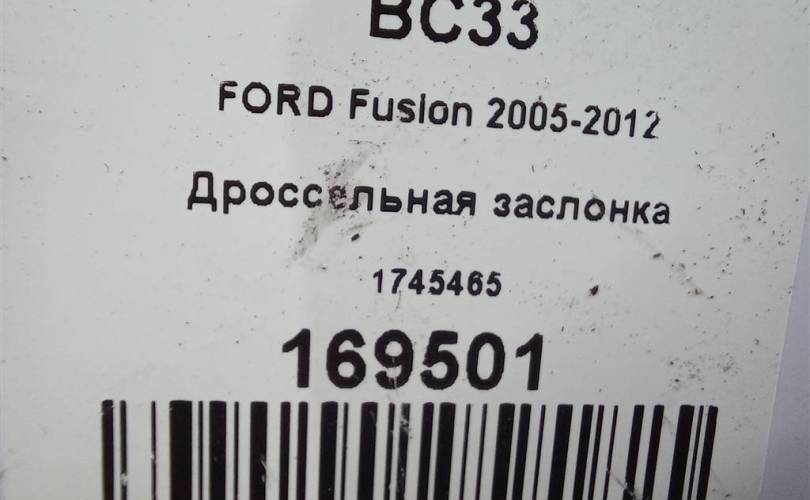 BC33
FORD Fusion 2005-2012
Дроссельная заслонка
1745465
169501